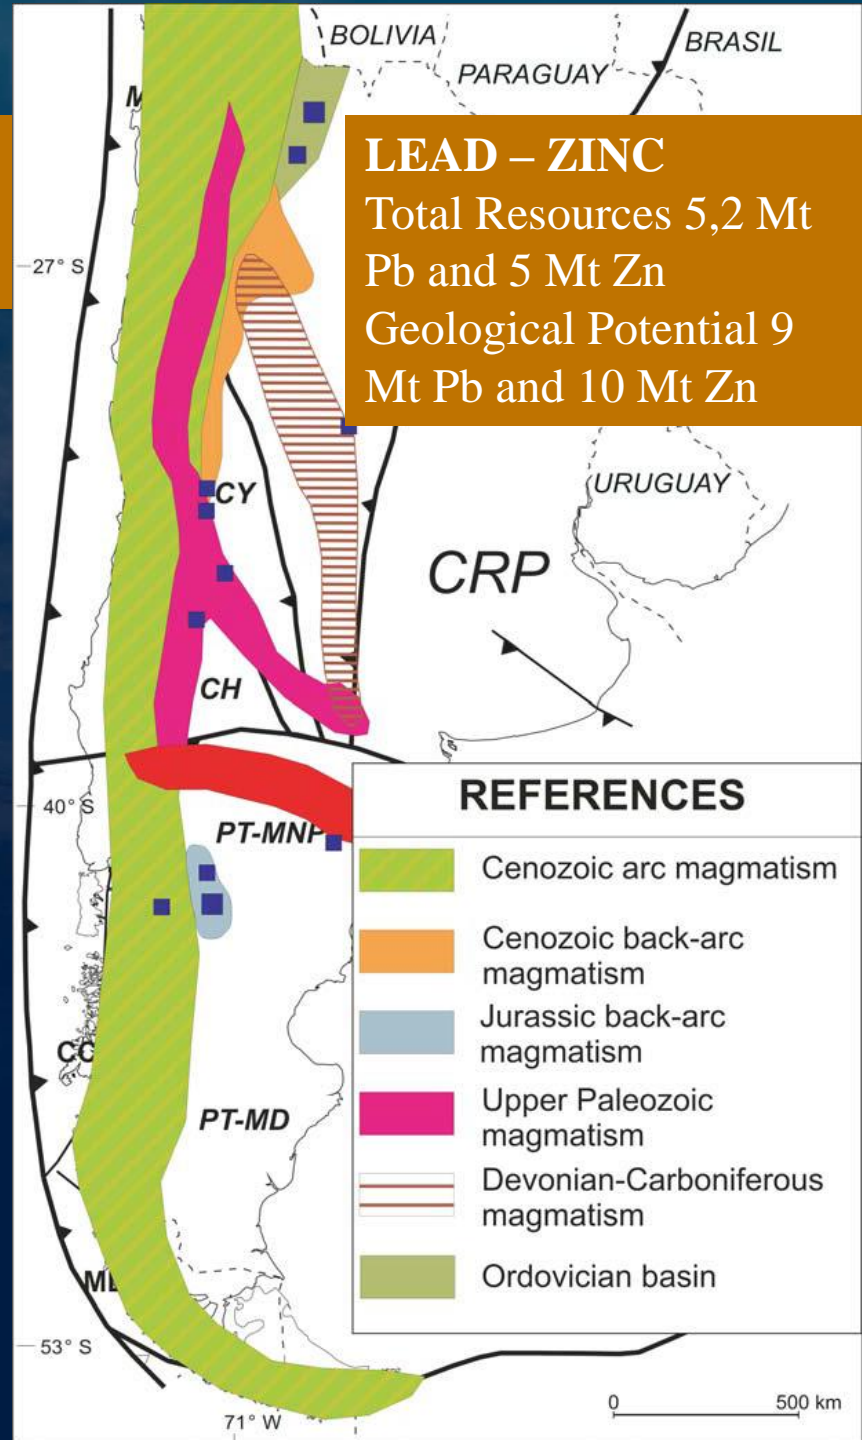 BOLIVIA
BRASIL
PARAGUAY
M
LEAD – ZINC
Total Resources 5,2 Mt
Pb and 5 Mt Zn
Geological Potential 9
Mt Pb and 10 Mt Zn
27° S
CY
URUGUAY
CRP
CH
40° S
PT-MNP
REFERENCES
Cenozoic arc magmatism
Cenozoic back-arc
magmatism
Jurassic back-arc
magmatism
Upper Paleozoic
magmatism
Devonian-Carboniferous
magmatism
Ordovician basin
CC
PT-MD
53° S
71° W
0 500 km